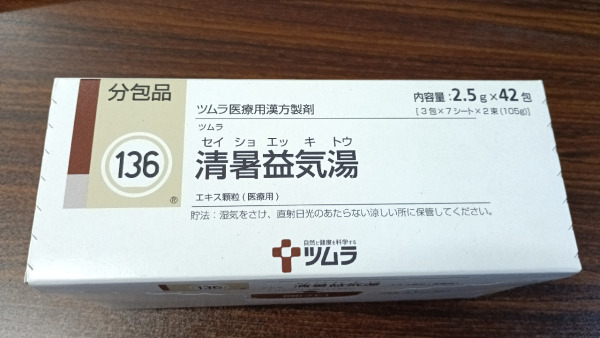 分包品
136
®
ツムラ医療用漢方製剤
内容量:2.5g×42包
[3包×7シート×2束(105g)]
ツムラ
セイ ショ エッ キ トウ
清暑益気湯
エキス顆粒(医療用)
貯法:湿気をさけ、直射日光のあたらない涼しい所に保管してください。
自然と健康を科学する
ツムラ
136